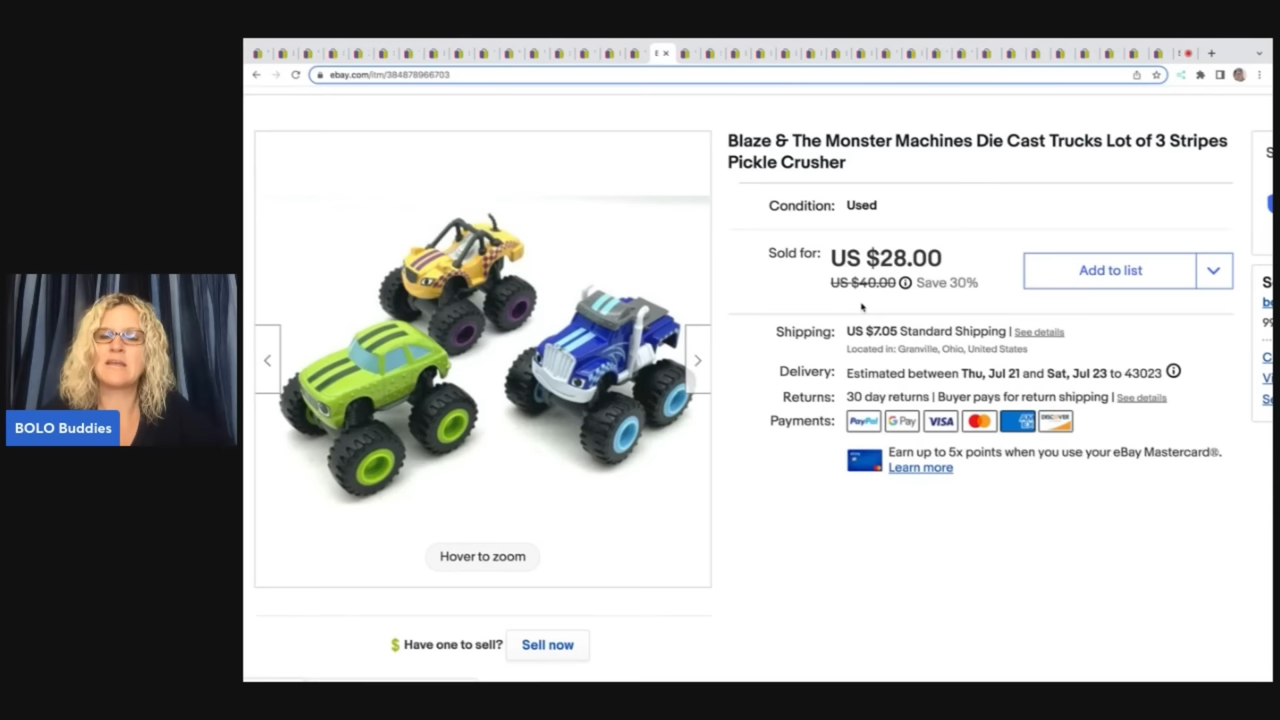 ebay.com/itm/384878966703
Blaze & The Monster Machines Die Cast Trucks Lot of 3 Stripes
Pickle Crusher
Condition: Used
Sold for: US $28.00
US $40.00 Save 30%
Add to list
Shipping: US $7.05 Standard Shipping | See details
Located in: Granville, Ohio, United States
Delivery: Estimated between Thu, Jul 21 and Sat, Jul 23 to 43023
Returns: 30 day returns | Buyer pays for return shipping | See details
Payments: PayPal G Pay VISA DISCOVER
Earn up to 5x points when you use your eBay Mastercard®.
Learn more
BOLO Buddies
Hover to zoom
Have one to sell? Sell now